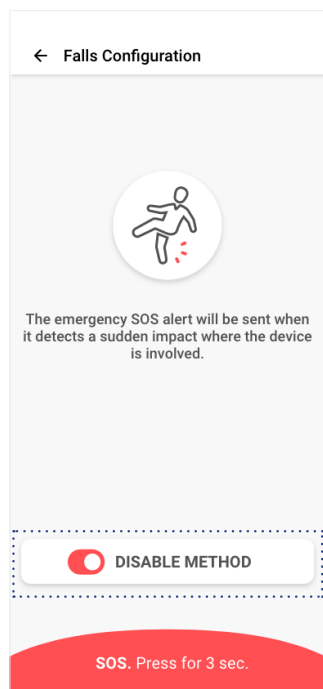 Falls Configuration
The emergency SOS alert will be sent when
it detects a sudden impact where the device
is involved.
DISABLE METHOD
SOS. Press for 3 sec.